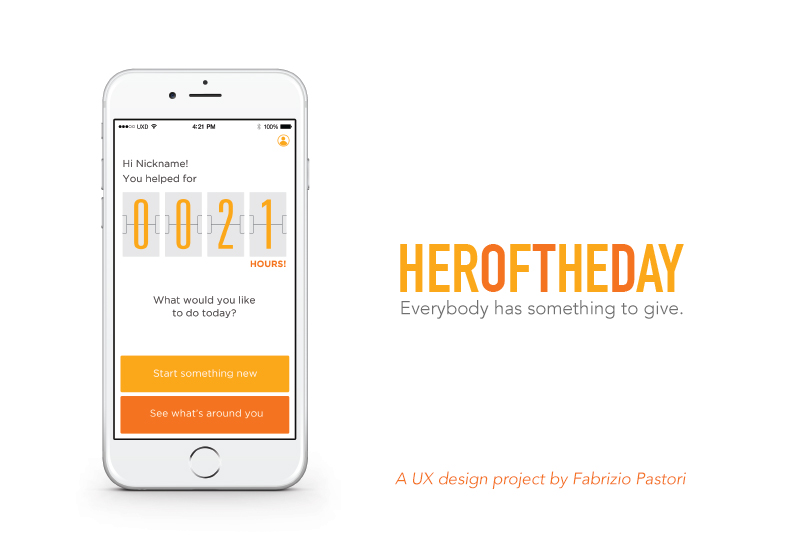 UXD 4:21 PM 100%
Hi Nickname!
You helped for
0021
HOURS!
What would you like
to do today?
Start something new
See what's around you
HEROFTHEDAY
Everybody has something to give.
A UX design project by Fabrizio Pastori